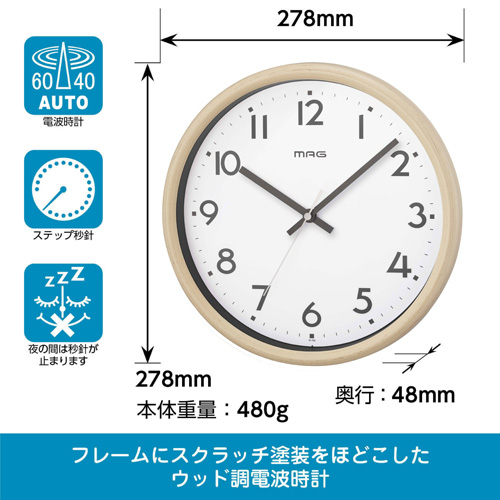 278mm
60 40
AUTO
電波時計
ステップ秒針
zzz
夜の間は秒針が
止まります
12
1
2
3
4
5
6
7
8
9
10
11
MAG
278mm
本体重量：480g
奥行：48mm
フレームにスクラッチ塗装をほどこした
ウッド調電波時計